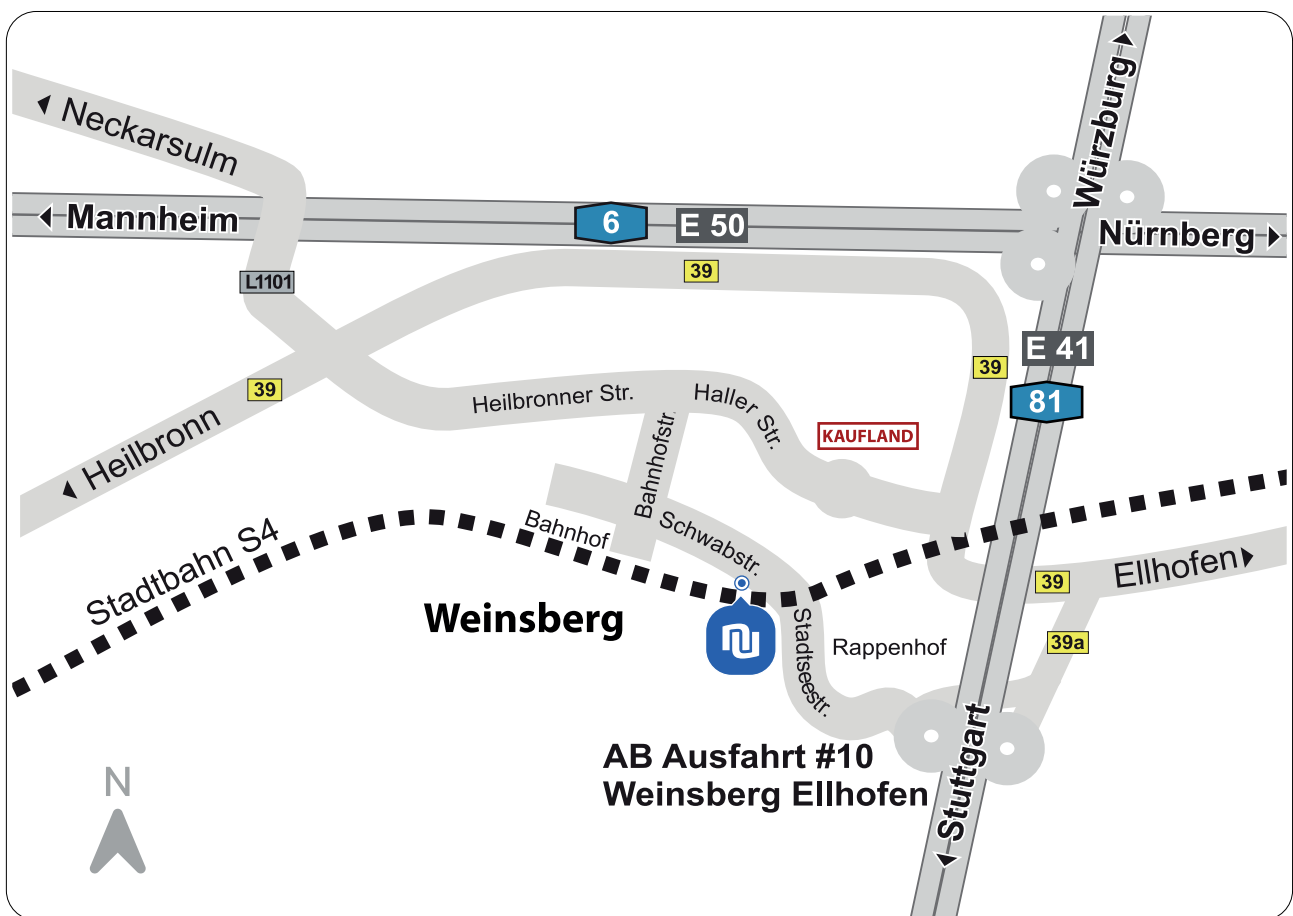 Würzburg
Neckarsulm
Mannheim
6
E 50
Nürnberg
39
L1101
E 41
39
39
81
Heilbronner Str.
Haller Str.
KAUFLAND
Heilbronn
Bahnhofstr.
Bahnhof
Schwabstr.
Stadtbahn S4
Ellhofen
39
Weinsberg
Stadtseestr.
Rappenhof
39a
Stuttgart
AB Ausfahrt #10
Weinsberg Ellhofen
N